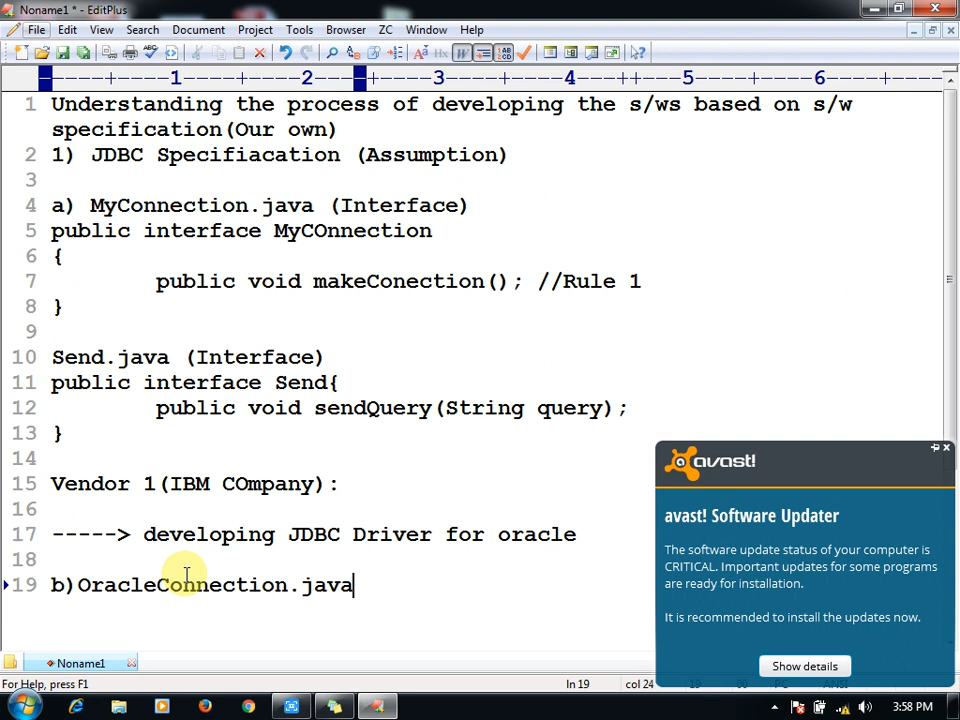 Noname1 * - EditPlus
File Edit View Search Document Project Tools Browser ZC Window Help
----+----1----+----2----+----3----+----4----++---5----+----6----+---
1 Understanding the process of developing the s/ws based on s/w
specification(Our own)
2 1) JDBC Specifiacation (Assumption)
3
4 a) MyConnection.java (Interface)
5 public interface MyCOnnection
6 {
7 public void makeConection(); //Rule 1
8 }
9
10 Send.java (Interface)
11 public interface Send{
12 public void sendQuery(String query);
13 }
14
15 Vendor 1(IBM COmpany):
16
17 -----> developing JDBC Driver for oracle
18
19 b)OracleConnection.java
avast!
avast! Software Updater
The software update status of your computer is
CRITICAL. Important updates for some programs
are ready for installation.
It is recommended to install the updates now.
Show details
Noname1
For Help, press F1
ln 19 col 24
3:58 PM